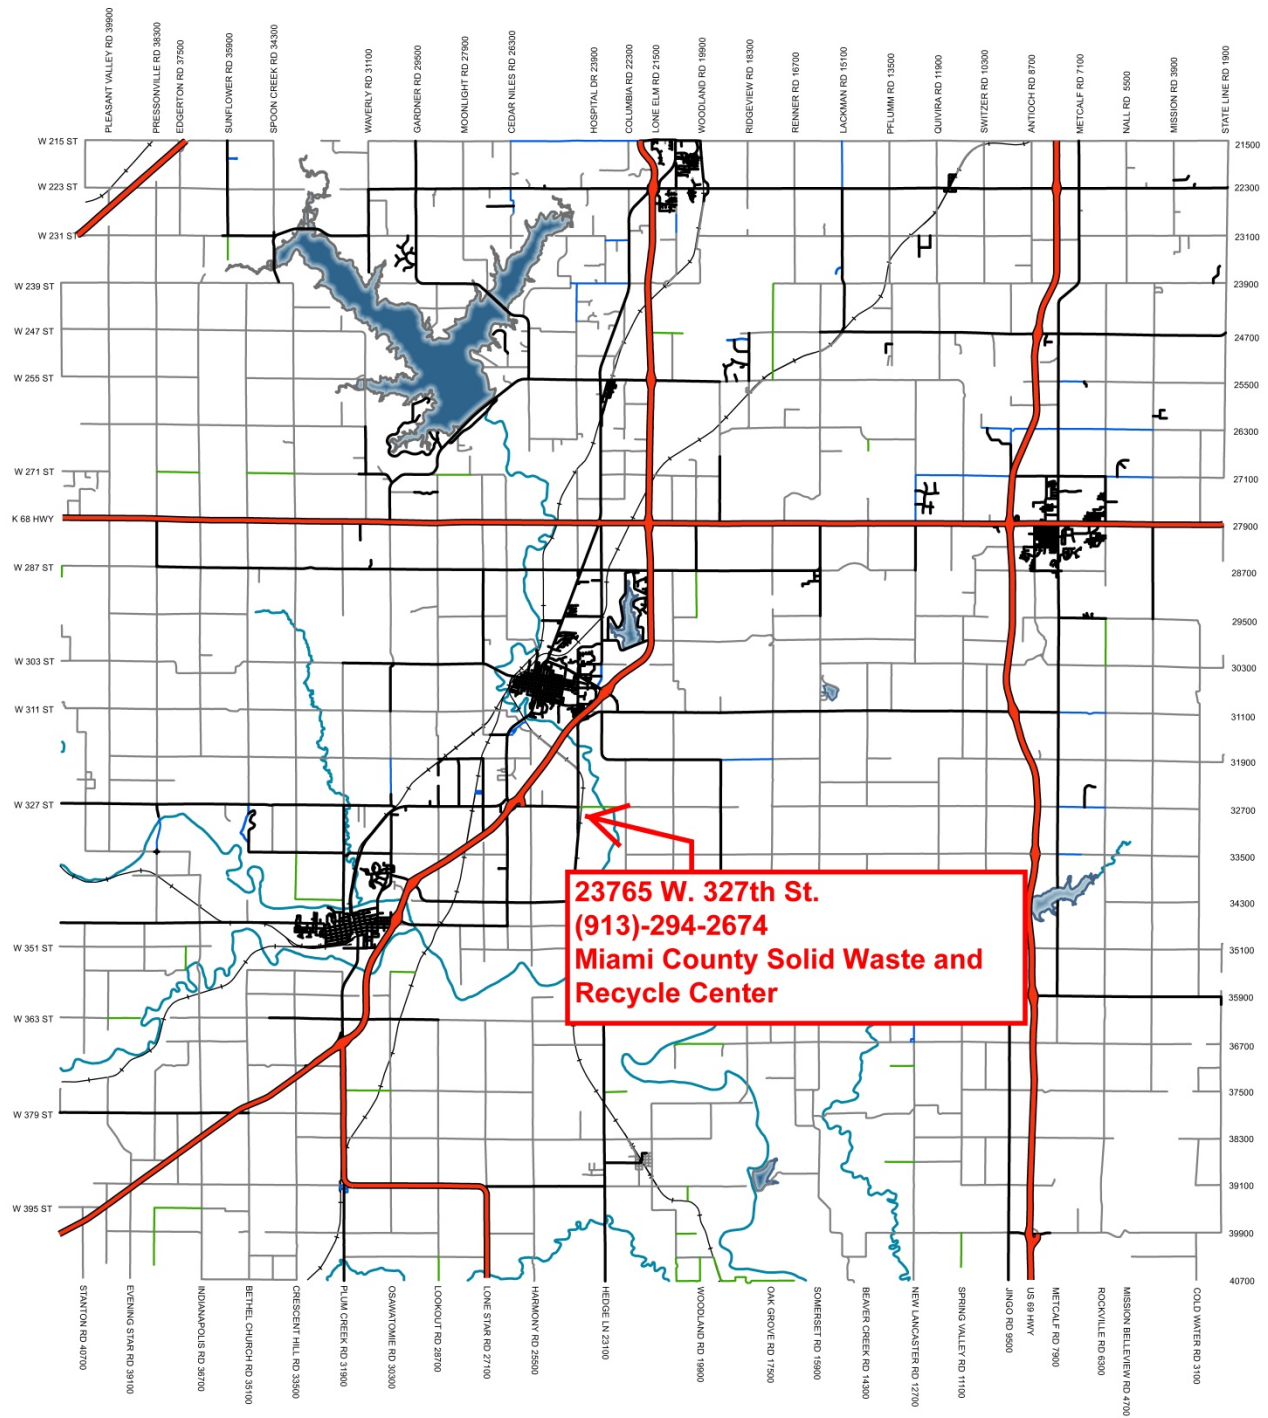 PLEASANT VALLEY RD 39900
PRESSONVILLE RD 38300
EDGERTON RD 37500
SUNFLOWER RD 35900
SPOON CREEK RD 34300
WAVERLY RD 31100
GARDNER RD 29500
MOONLIGHT RD 27900
CEDAR NILES RD 26300
HOSPITAL DR 23900
COLUMBIA RD 22300
LONE ELM RD 21500
WOODLAND RD 19900
RIDGEVIEW RD 18300
RENNER RD 16700
LACKMAN RD 15100
PFLUMM RD 13500
QUIVIRA RD 11900
SWITZER RD 10300
ANTIOCH RD 8700
METCALF RD 7100
NALL RD 5500
MISSION RD 3900
STATE LINE RD 1900
W 215 ST
W 223 ST
W 231 ST
W 239 ST
W 247 ST
W 255 ST
W 271 ST
K 68 HWY
W 287 ST
W 303 ST
W 311 ST
W 327 ST
W 351 ST
W 363 ST
W 379 ST
W 395 ST
21500
22300
23100
23900
24700
25500
26300
27100
27900
28700
29500
30300
31100
31900
32700
33500
34300
35100
35900
36700
37500
38300
39100
39900
40700
23765 W. 327th St.
(913)-294-2674
Miami County Solid Waste and
Recycle Center
STANTON RD 40700
EVENING STAR RD 39100
INDIANAPOLIS RD 36700
BETHEL CHURCH RD 35100
CRESCENT HILL RD 33500
PLUM CREEK RD 31900
OSAWATOMIE RD 30300
LOOKOUT RD 28700
LONE STAR RD 27100
HARMONY RD 25500
HEDGE LN 23100
WOODLAND RD 19900
OAK GROVE RD 17500
SOMERSET RD 15900
BEAVER CREEK RD 14300
NEW LANCASTER RD 12700
SPRING VALLEY RD 11100
JINGO RD 9500
US 69 HWY
METCALF RD 7900
ROCKVILLE RD 6300
MISSION BELLEVIEW RD 4700
COLD WATER RD 3100